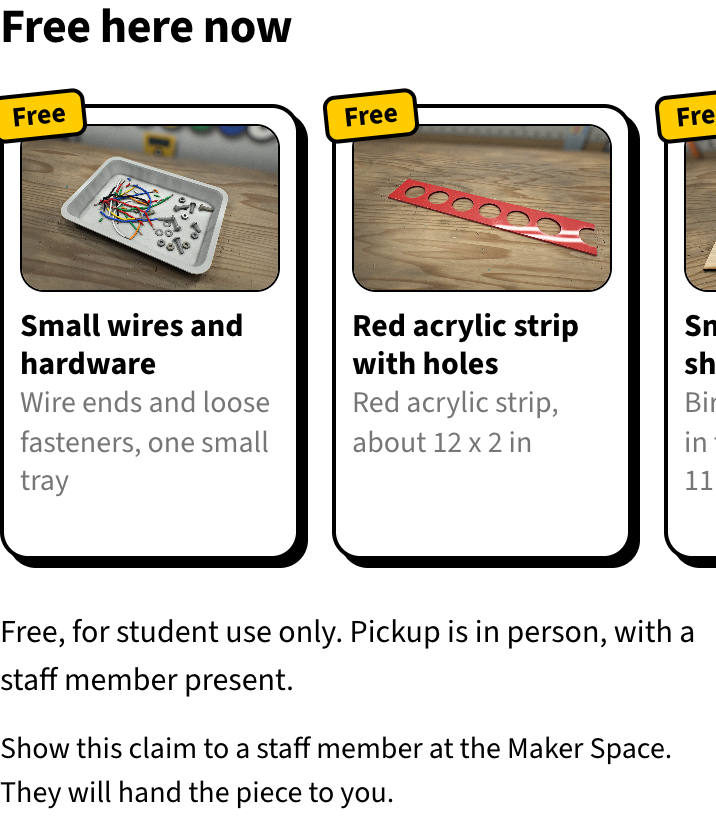 Free here now
Free
Free
Small wires and
hardware
Wire ends and loose
fasteners, one small
tray
Red acrylic strip
with holes
Red acrylic strip,
about 12 x 2 in
in
11
Free, for student use only. Pickup is in person, with a
staff member present.
Show this claim to a staff member at the Maker Space.
They will hand the piece to you.